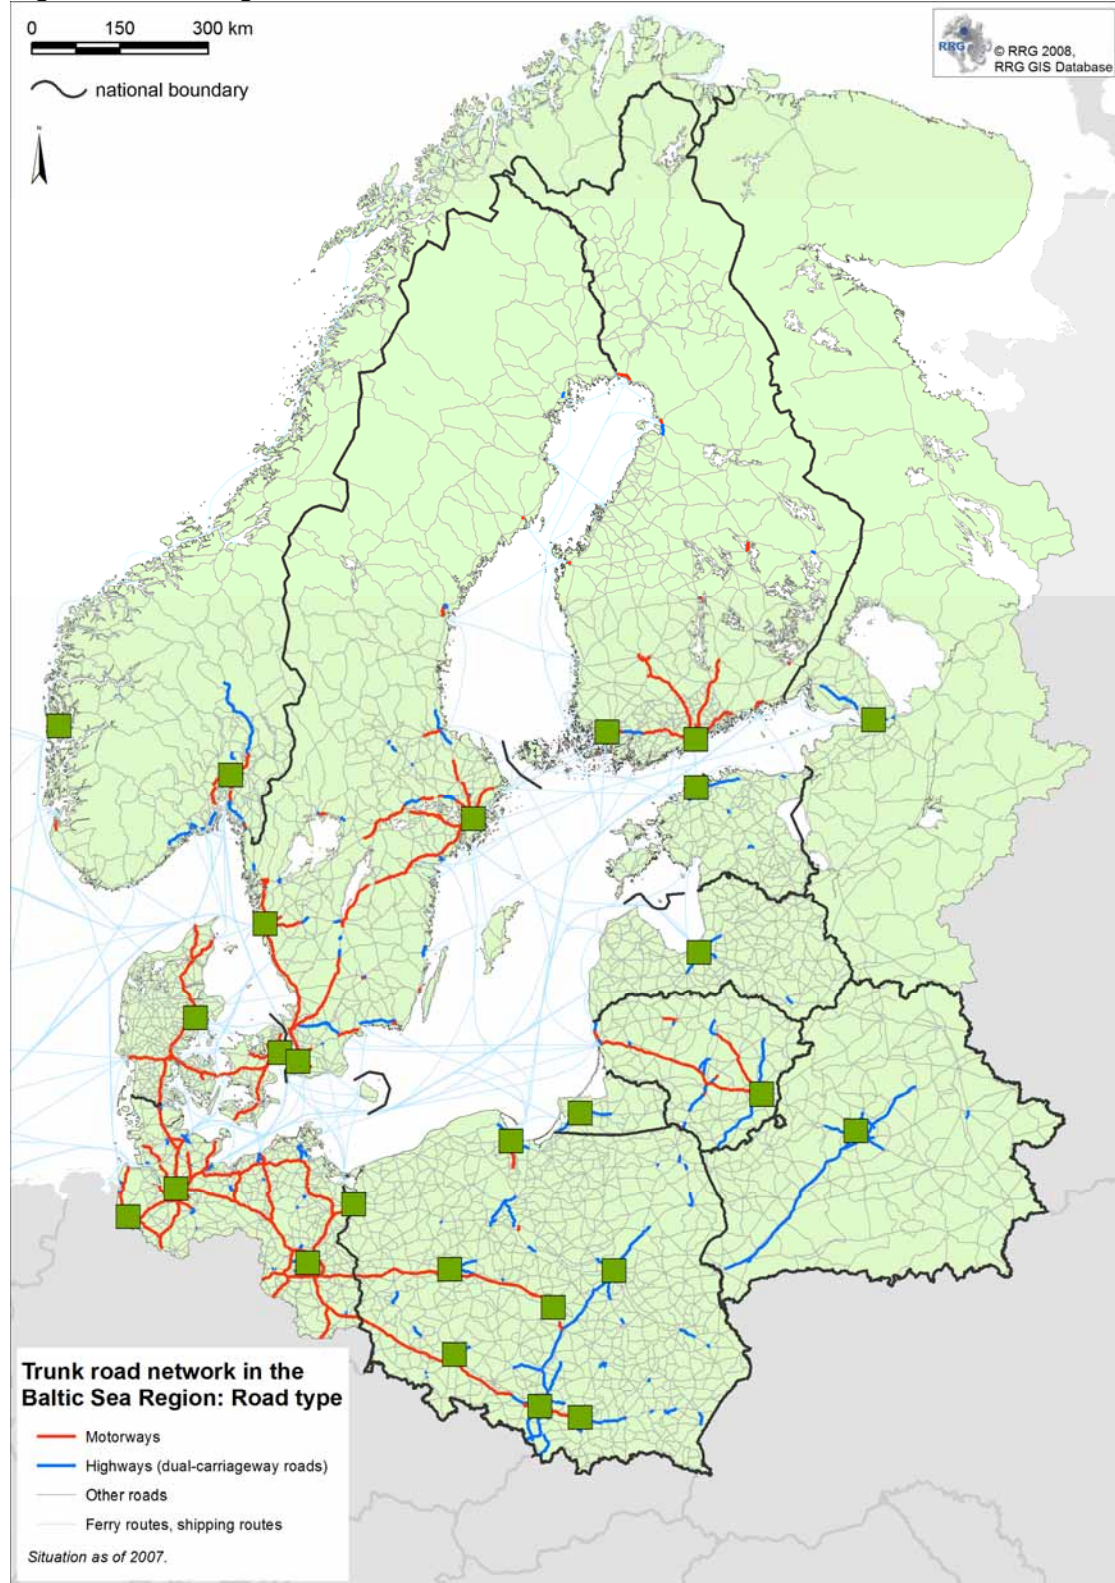 0 150 300 km
national boundary
N
RRG
© RRG 2008,
RRG GIS Database
Trunk road network in the
Baltic Sea Region: Road type
Motorways
Highways (dual-carriageway roads)
Other roads
Ferry routes, shipping routes
Situation as of 2007.